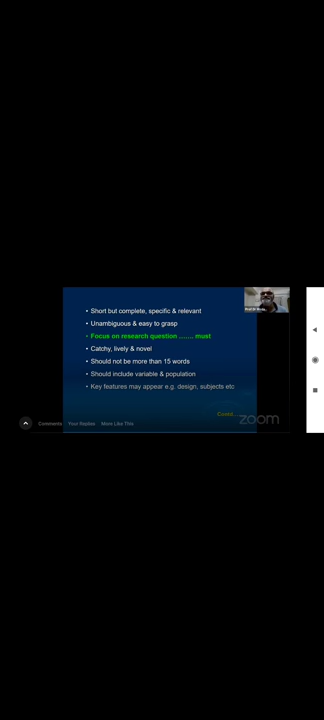 • Short but complete, specific & relevant
• Unambiguous & easy to grasp
• Focus on research question ....... must
• Catchy, lively & novel
• Should not be more than 15 words
• Should include variable & population
• Key features may appear e.g. design, subjects etc
zoom
Comments Your Replies More Like This